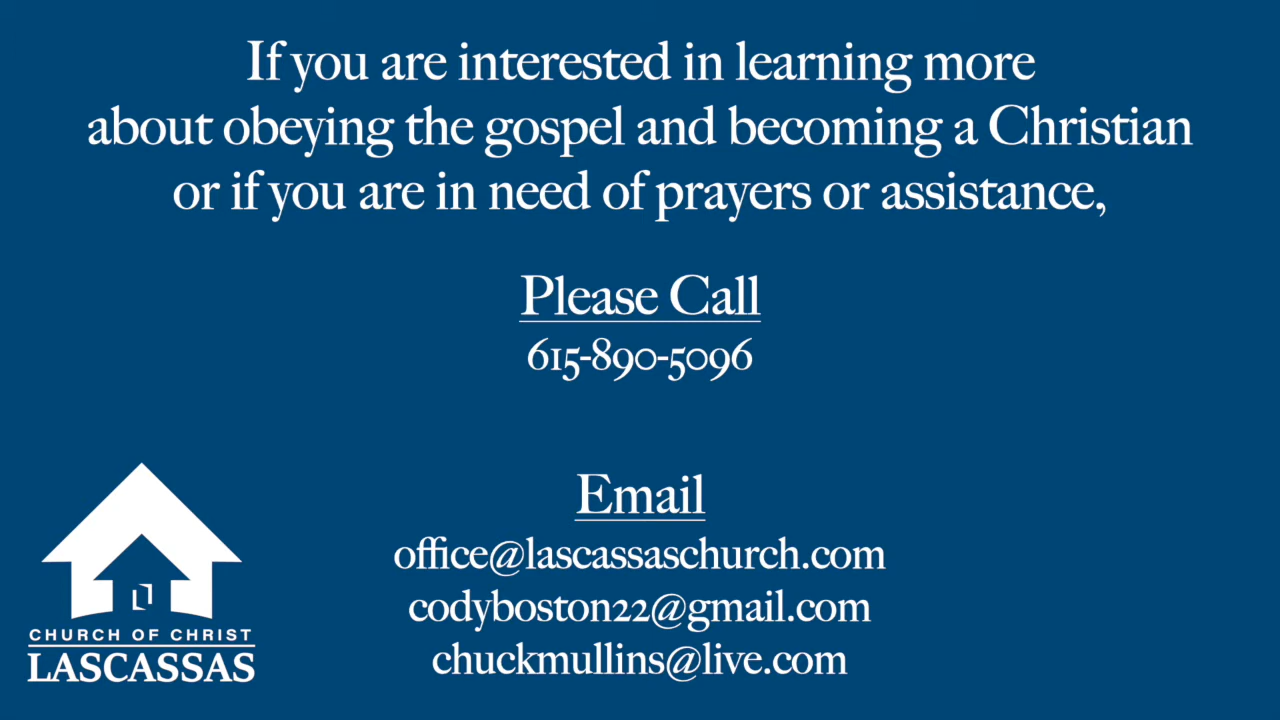 If you are interested in learning more
about obeying the gospel and becoming a Christian
or if you are in need of prayers or assistance,
Please Call
615-890-5096
Email
office@lascassaschurch.com
codyboston22@gmail.com
chuckmullins@live.com
CHURCH OF CHRIST
LASCASSAS